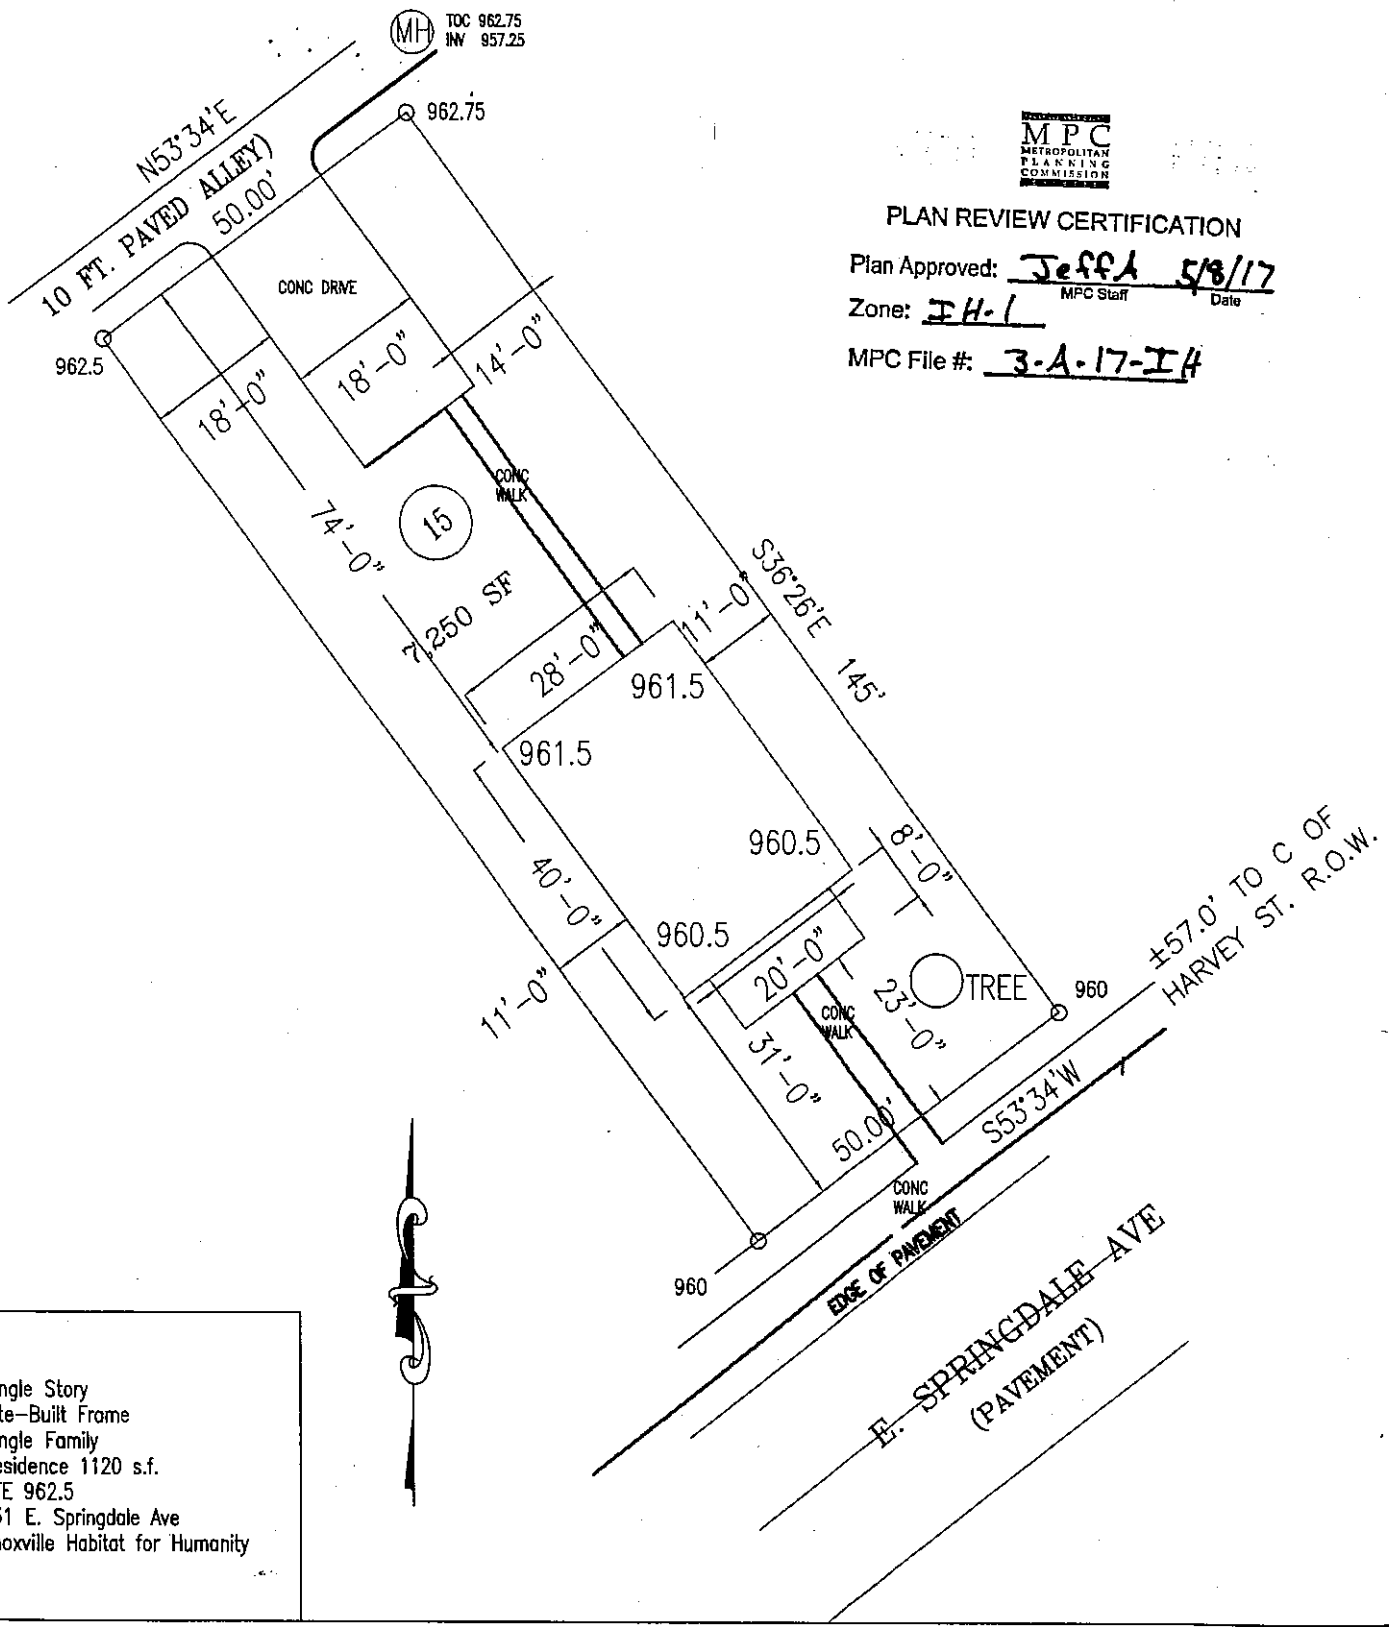 MH
TOC 962.75
INV 957.25
962.75
N53°34'E
10 FT. PAVED ALLEY)
50.00'
962.5
CONC DRIVE
18'-0"
18'-0"
14'-0"
MPC
METROPOLITAN
PLANNING
COMMISSION
PLAN REVIEW CERTIFICATION
Plan Approved: JeffA 5/8/17
MPC Staff Date
Zone: IH-1
MPC File #: 3-A-17-IH
CONC
WALK
74'-0"
15
7,250 SF
28'-0"
11'-0"
S36°26'E 145'
961.5
961.5
960.5
960.5
40'-0"
11'-0"
8'-0"
20'-0"
23'-0"
TREE
960
CONC
WALK
31'-0"
50.00'
S53°34'W
±57.0' TO C OF
HARVEY ST. R.O.W.
CONC
WALK
960
EDGE OF PAVEMENT
E. SPRINGDALE AVE
(PAVEMENT)
ngle Story
te-Built Frame
ngle Family
esidence 1120 s.f.
E 962.5
51 E. Springdale Ave
noxville Habitat for Humanity